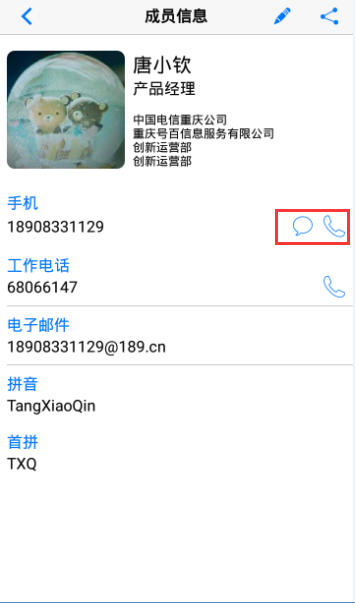 成员信息
唐小钦
产品经理
中国电信重庆公司
重庆号百信息服务有限公司
创新运营部
创新运营部
手机
18908331129
工作电话
68066147
电子邮件
18908331129@189.cn
拼音
TangXiaoQin
首拼
TXQ